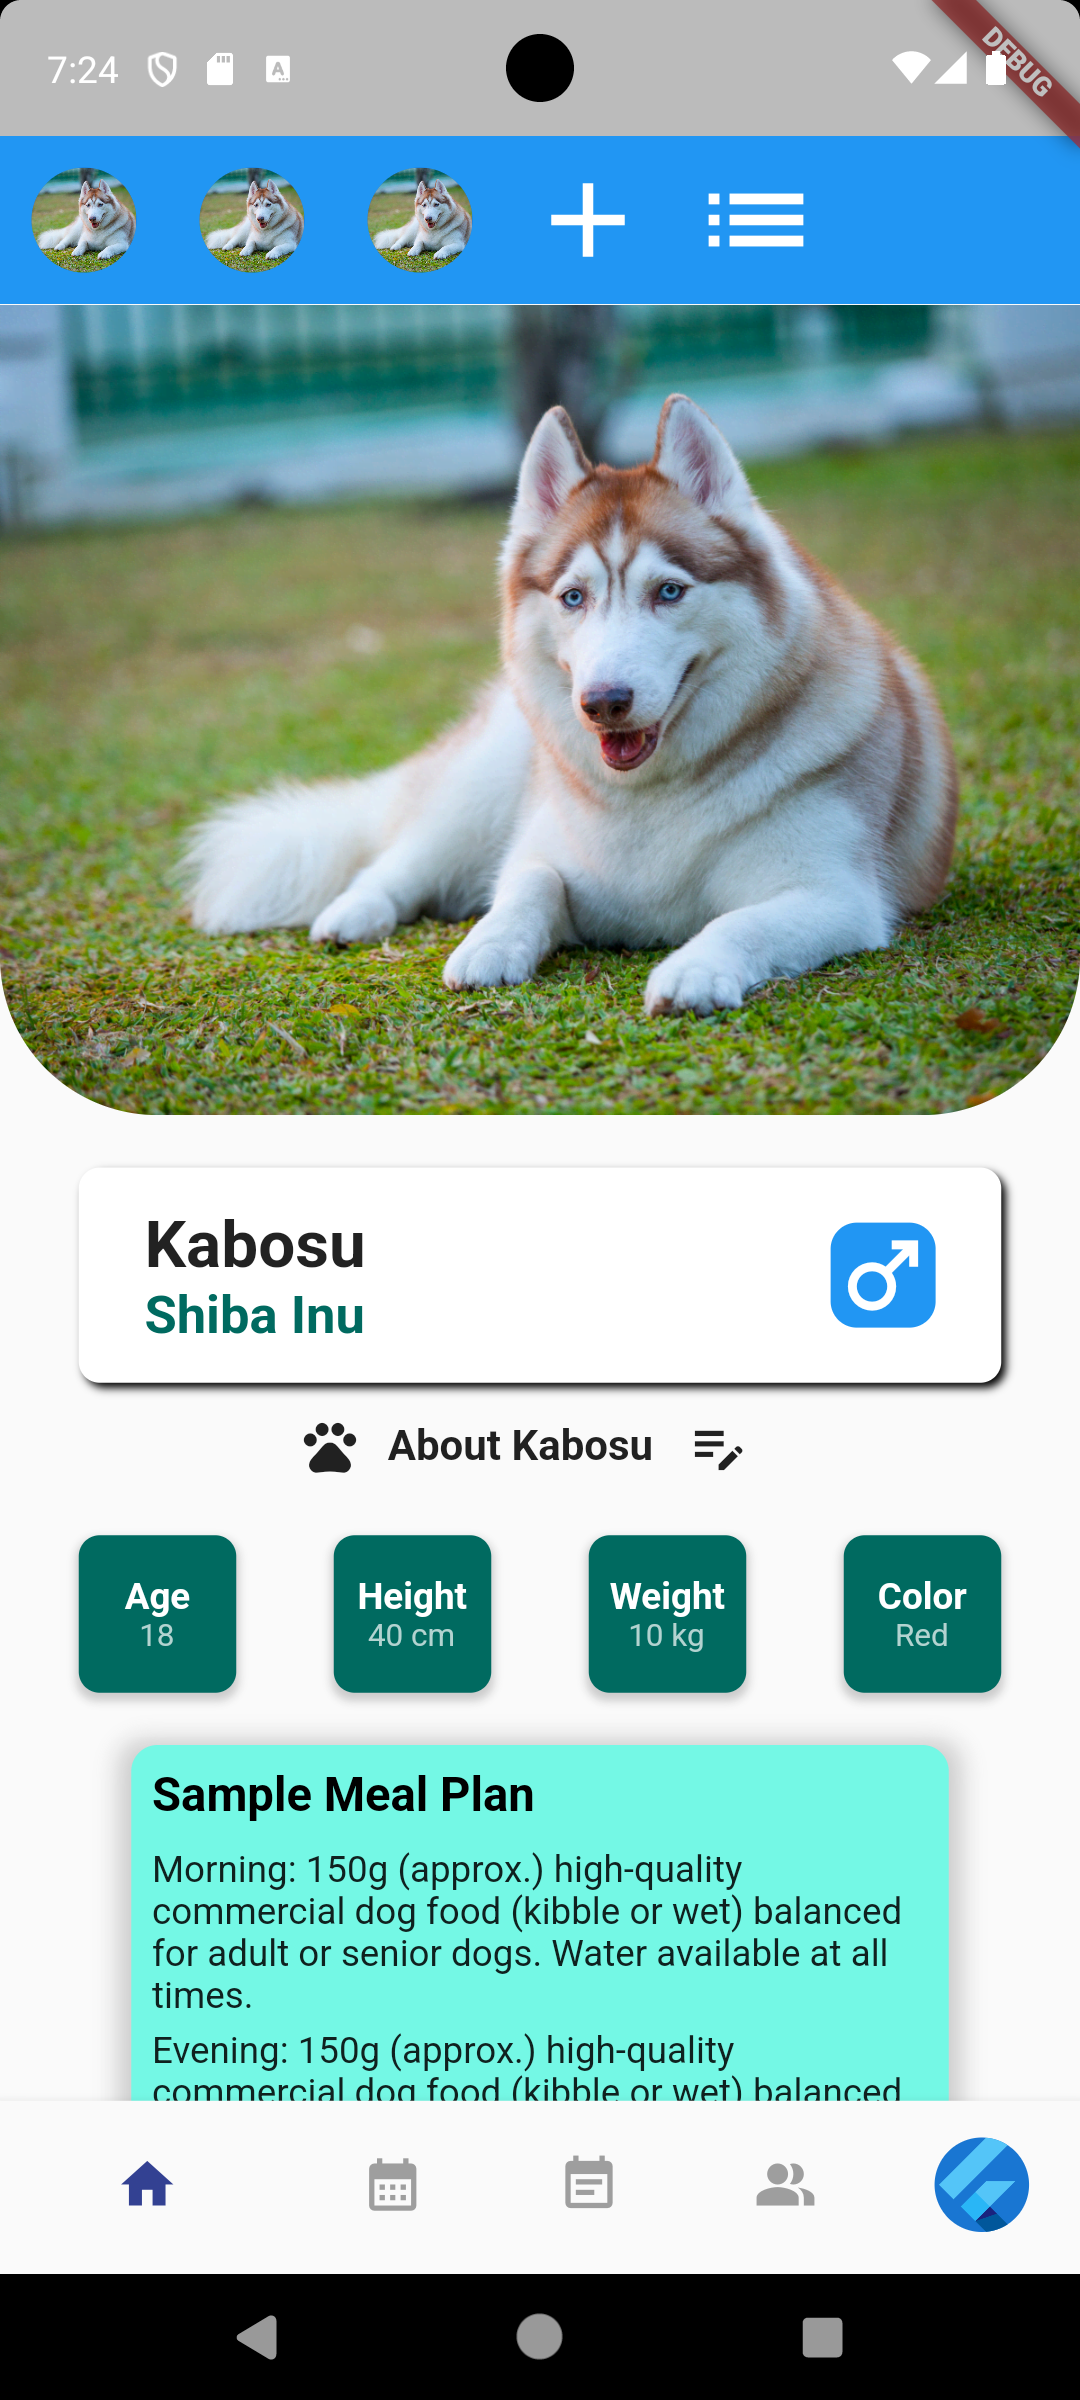 7:24
A
DEBUG
Kabosu
Shiba Inu
About Kabosu
Age
18
Height
40 cm
Weight
10 kg
Color
Red
Sample Meal Plan
Morning: 150g (approx.) high-quality
commercial dog food (kibble or wet) balanced
for adult or senior dogs. Water available at all
times.
Evening: 150g (approx.) high-quality
commercial dog food (kibble or wet) balanced